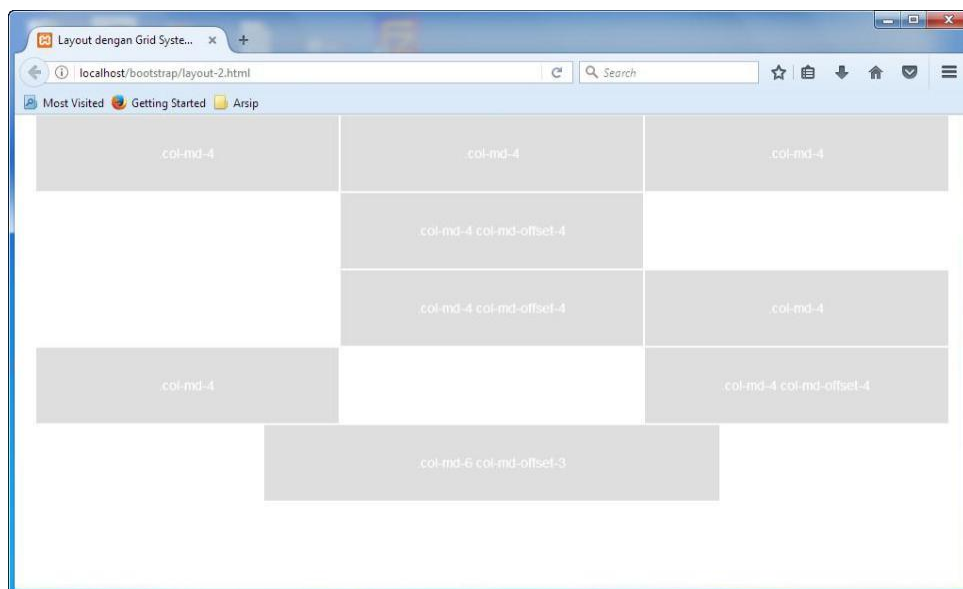 Layout dengan Grid Syste...
localhost/bootstrap/layout-2.html
Search
Most Visited Getting Started Arsip
.col-md-4 .col-md-4 .col-md-4
.col-md-4 col-md-offset-4
.col-md-4 col-md-offset-4 .col-md-4
.col-md-4 .col-md-4 col-md-offset-4
.col-md-6 col-md-offset-3